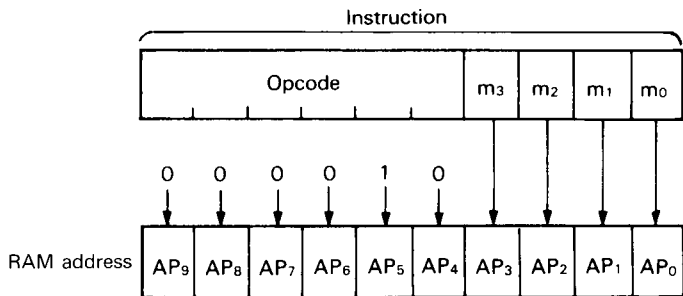 Instruction
Opcode m₃ m₂ m₁ m₀
0 0 0 0 1 0
RAM address AP₉ AP₈ AP₇ AP₆ AP₅ AP₄ AP₃ AP₂ AP₁ AP₀